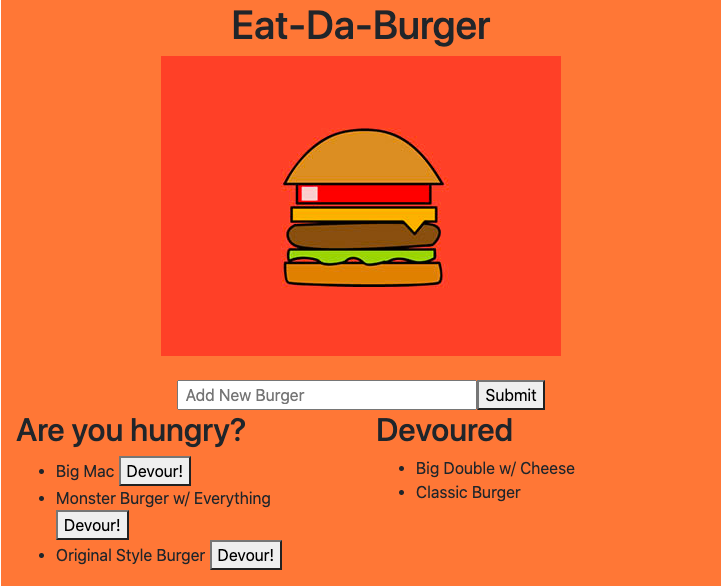 Eat-Da-Burger
Add New Burger Submit
Are you hungry?
Big Mac Devour!
Monster Burger w/ Everything
Devour!
Original Style Burger Devour!
Devoured
Big Double w/ Cheese
Classic Burger